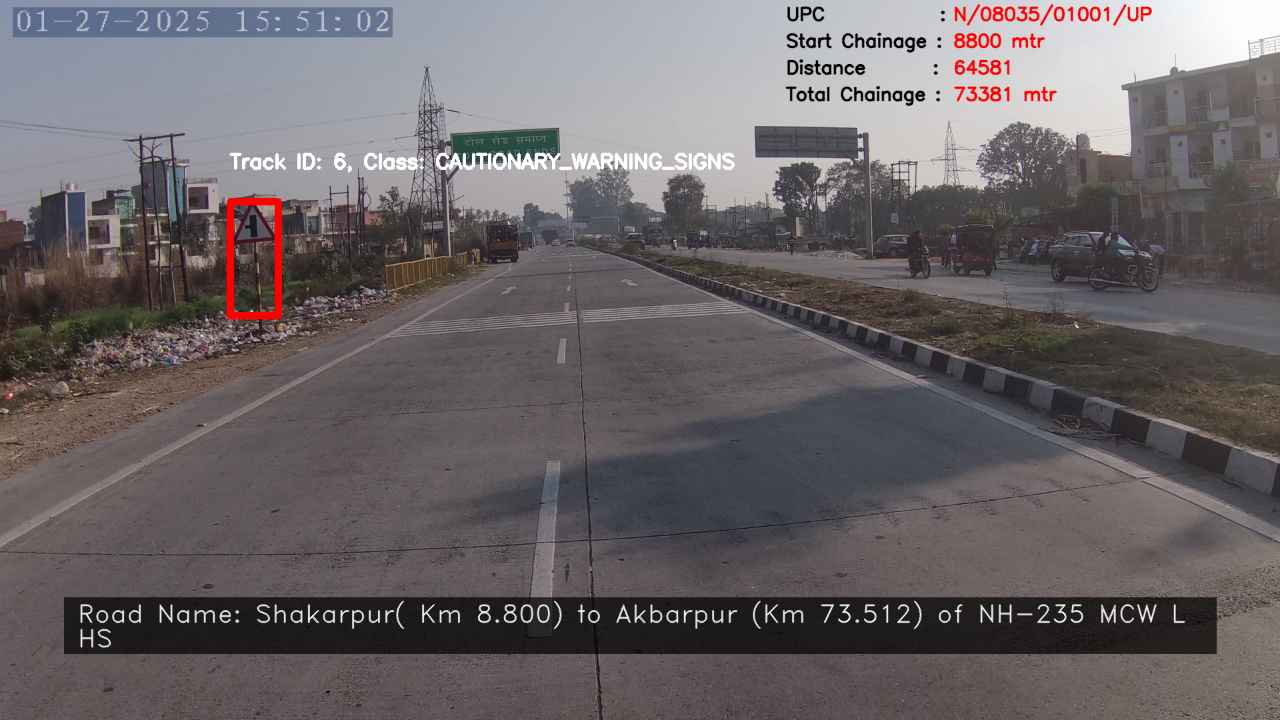 01-27-2025 15:51:02
UPC : N/08035/01001/UP
Start Chainage : 8800 mtr
Distance : 64581
Total Chainage : 73381 mtr
टोल रोड समाप्त
Track ID: 6, Class: CAUTIONARY_WARNING_SIGNS
Road Name: Shakarpur( Km 8.800) to Akbarpur (Km 73.512) of NH-235 MCW L
HS